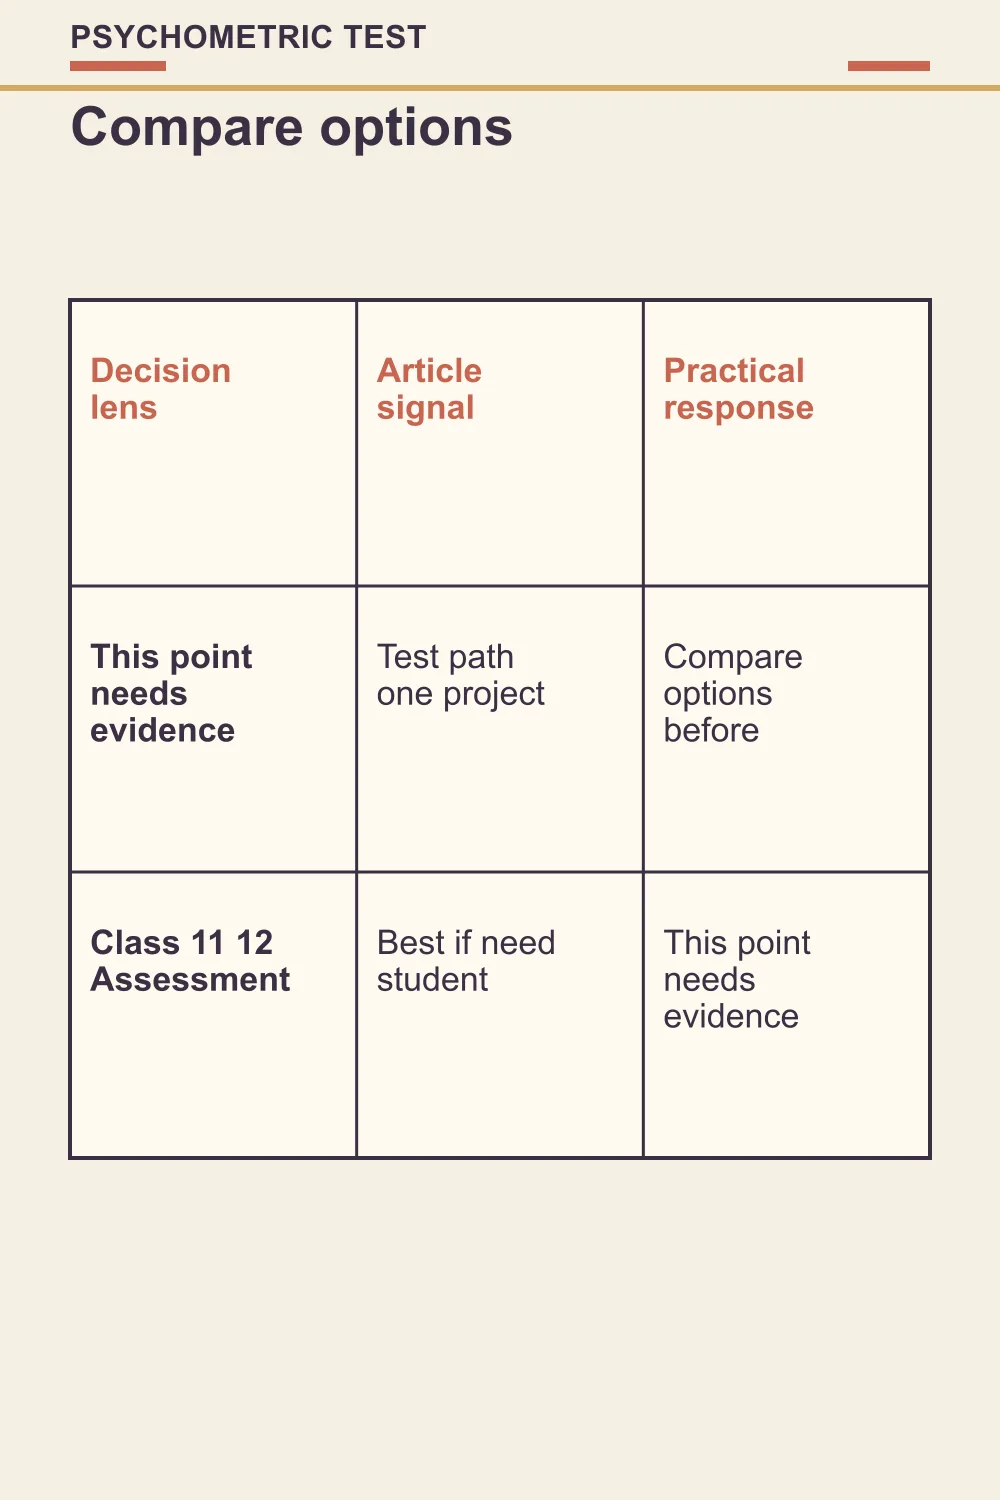 PSYCHOMETRIC TEST
Compare options
Decision
lens
Article
signal
Practical
response
This point
needs
evidence
Test path
one project
Compare
options
before
Class 11 12
Assessment
Best if need
student
This point
needs
evidence